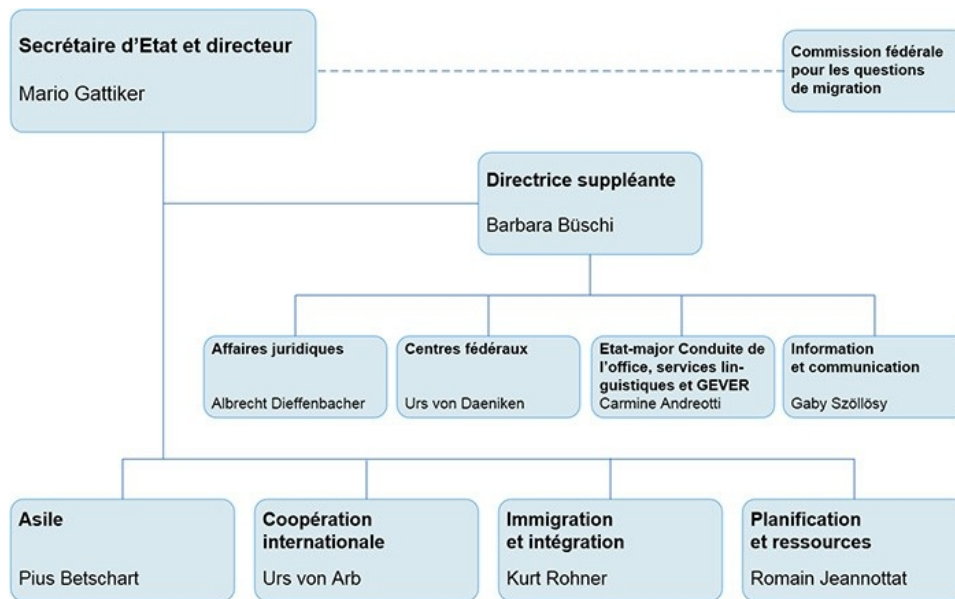 Secrétaire d'Etat et directeur
Mario Gattiker
Commission fédérale
pour les questions
de migration
Directrice suppléante
Barbara Büschi
Affaires juridiques
Albrecht Dieffenbacher
Centres fédéraux
Urs von Daeniken
Etat-major Conduite de
l'office, services lin-
guistiques et GEVER
Carmine Andreotti
Information
et communication
Gaby Szöllösy
Asile
Pius Betschart
Coopération
internationale
Urs von Arb
Immigration
et intégration
Kurt Rohner
Planification
et ressources
Romain Jeannottat